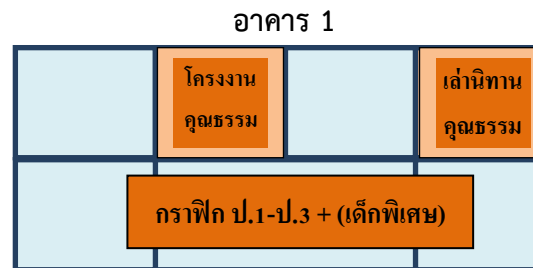 อาคาร 1
โครงงาน
คุณธรรม
เล่านิทาน
คุณธรรม
กราฟิก ป.1-ป.3 + (เด็กพิเศษ)